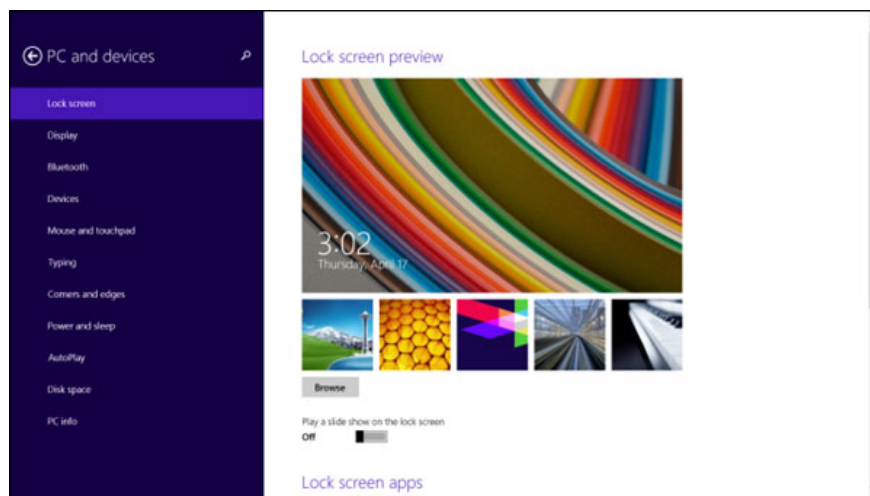 PC and devices
Lock screen
Display
Bluetooth
Devices
Mouse and touchpad
Typing
Corners and edges
Power and sleep
AutoPlay
Disk space
PC info
Lock screen preview
3:02
Thursday, April 17
Browse
Play a slide show on the lock screen
Off
Lock screen apps